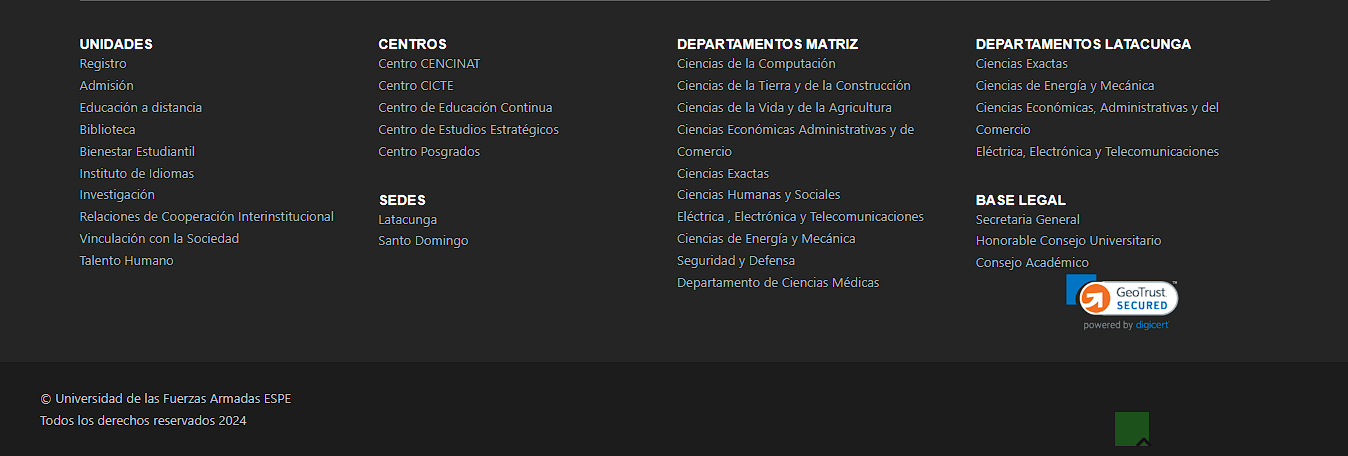 UNIDADES
Registro
Admisión
Educación a distancia
Biblioteca
Bienestar Estudiantil
Instituto de Idiomas
Investigación
Relaciones de Cooperación Interinstitucional
Vinculación con la Sociedad
Talento Humano
CENTROS
Centro CENCINAT
Centro CICTE
Centro de Educación Continua
Centro de Estudios Estratégicos
Centro Posgrados
SEDES
Latacunga
Santo Domingo
DEPARTAMENTOS MATRIZ
Ciencias de la Computación
Ciencias de la Tierra y de la Construcción
Ciencias de la Vida y de la Agricultura
Ciencias Económicas Administrativas y de
Comercio
Ciencias Exactas
Ciencias Humanas y Sociales
Eléctrica , Electrónica y Telecomunicaciones
Ciencias de Energía y Mecánica
Seguridad y Defensa
Departamento de Ciencias Médicas
DEPARTAMENTOS LATACUNGA
Ciencias Exactas
Ciencias de Energía y Mecánica
Ciencias Económicas, Administrativas y del
Comercio
Eléctrica, Electrónica y Telecomunicaciones
BASE LEGAL
Secretaria General
Honorable Consejo Universitario
Consejo Académico
GeoTrust™
SECURED
powered by digicert
© Universidad de las Fuerzas Armadas ESPE
Todos los derechos reservados 2024